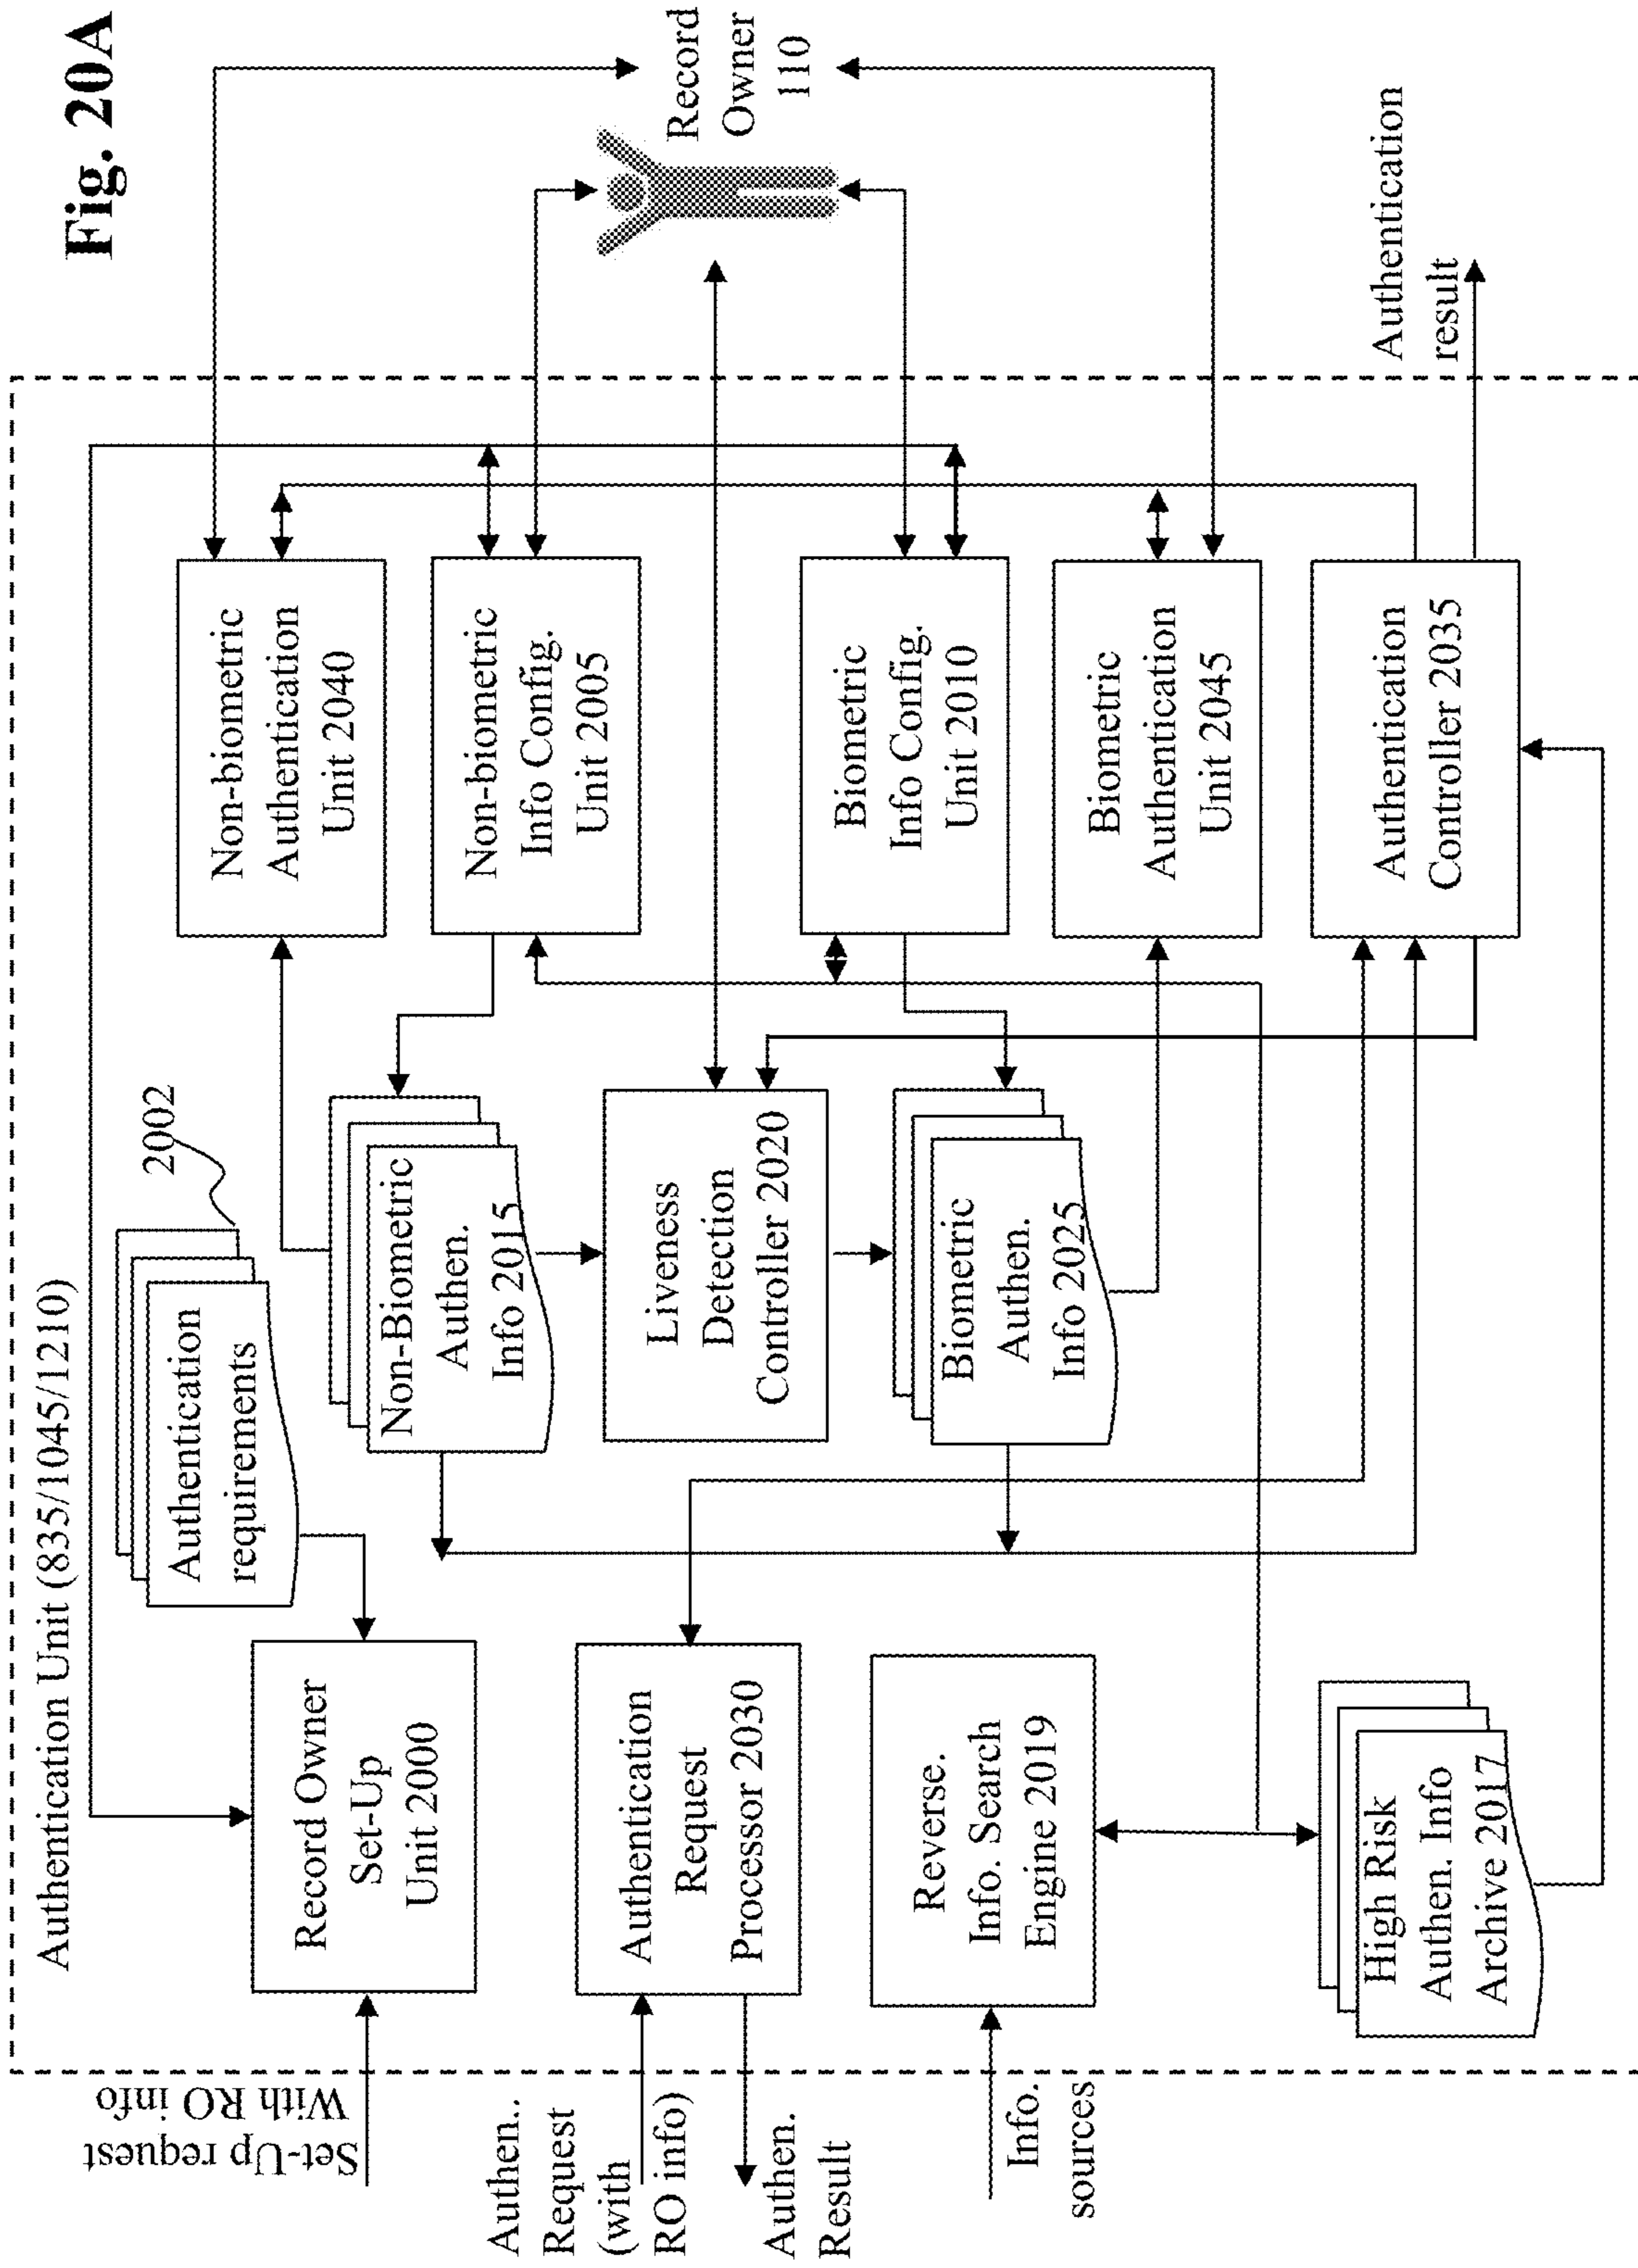 Fig. 20A
Authentication Unit (835/1045/1210)
Set-Up request
With RO info
Record Owner
Set-Up
Unit 2000
Authentication
requirements
2002
Non-biometric
Authentication
Unit 2040
Non-Biometric
Authen.
Info 2015
Non-biometric
Info Config.
Unit 2005
Record
Owner
110
Authen..
Request
(with
RO info)
Authen.
Result
Authentication
Request
Processor 2030
Liveness
Detection
Controller 2020
Biometric
Info Config.
Unit 2010
Info.
sources
Reverse.
Info. Search
Engine 2019
Biometric
Authen.
Info 2025
Biometric
Authentication
Unit 2045
High Risk
Authen. Info
Archive 2017
Authentication
Controller 2035
Authentication
result